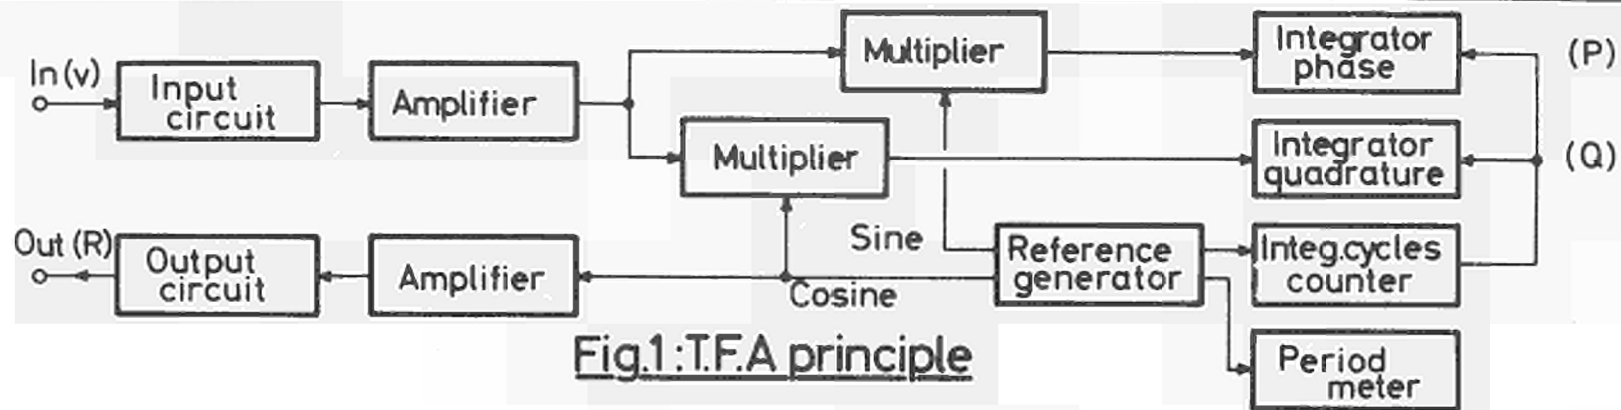 In (v)
Input
circuit
Amplifier
Multiplier
Multiplier
Integrator
phase
(P)
Integrator
quadrature
(Q)
Out (R)
Output
circuit
Amplifier
Sine
Cosine
Reference
generator
Integ.cycles
counter
Period
meter
Fig.1:T.F.A principle